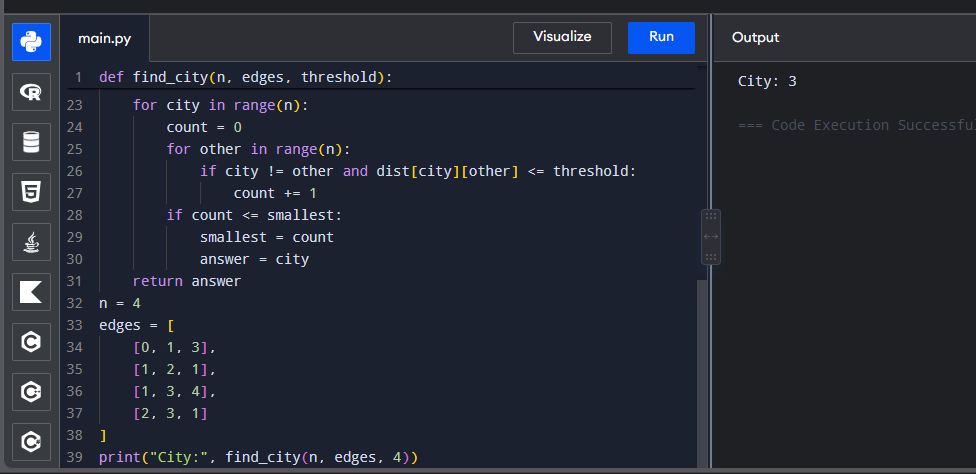 main.py
Visualize
Run
Output
1 def find_city(n, edges, threshold):
23     for city in range(n):
24         count = 0
25         for other in range(n):
26             if city != other and dist[city][other] <= threshold:
27                 count += 1
28         if count <= smallest:
29             smallest = count
30             answer = city
31     return answer
32 n = 4
33 edges = [
34     [0, 1, 3],
35     [1, 2, 1],
36     [1, 3, 4],
37     [2, 3, 1]
38 ]
39 print("City:", find_city(n, edges, 4))
City: 3
=== Code Execution Successfu